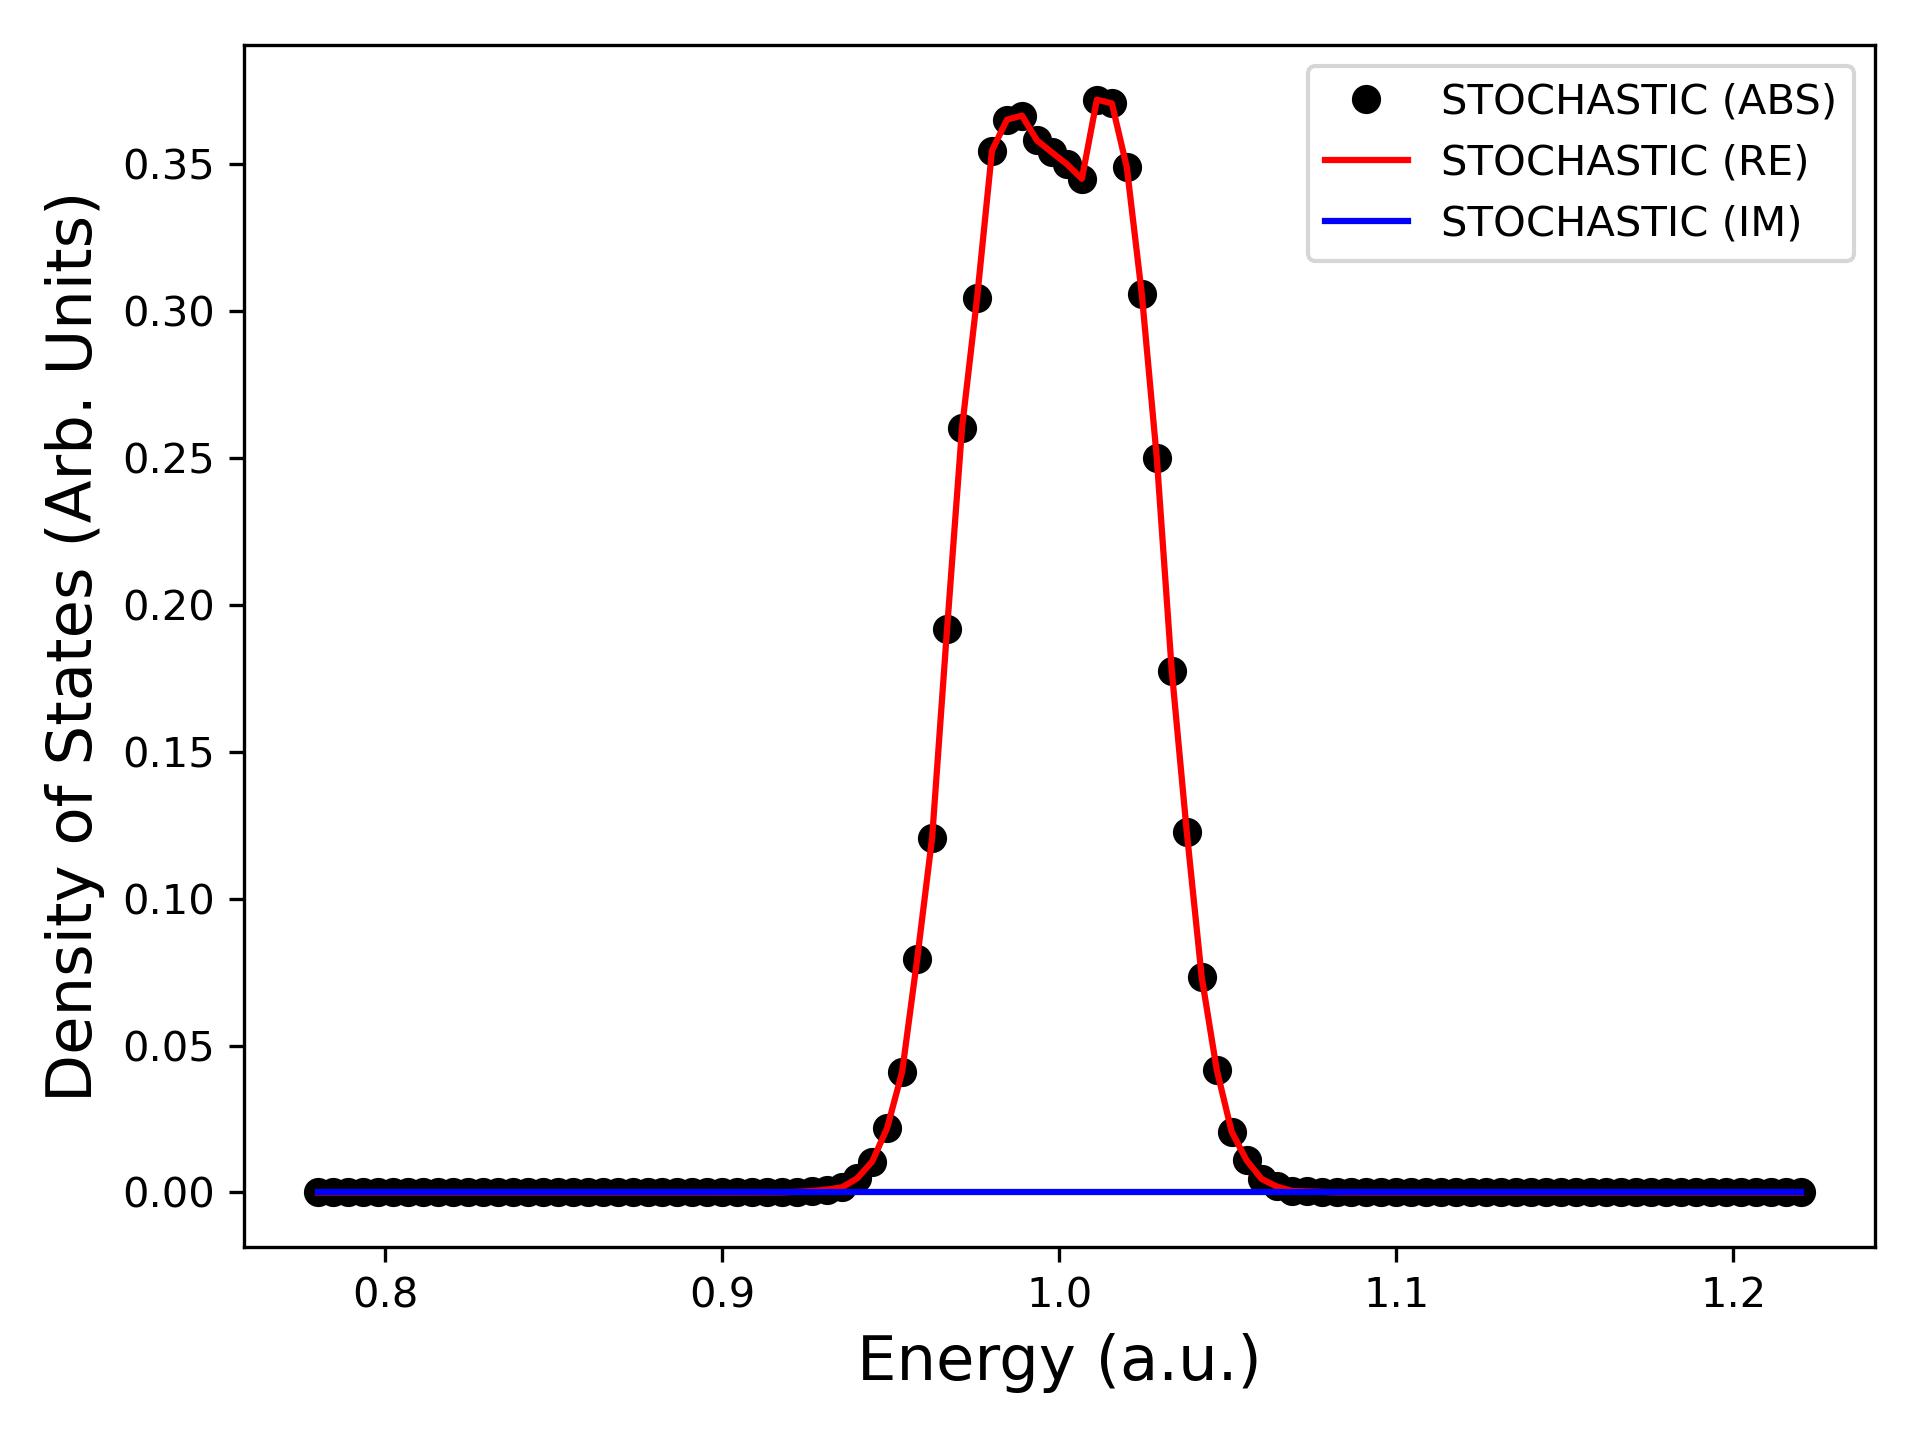 STOCHASTIC (ABS)
STOCHASTIC (RE)
STOCHASTIC (IM)
Density of States (Arb. Units)
0.35
0.30
0.25
0.20
0.15
0.10
0.05
0.00
0.8 0.9 1.0 1.1 1.2
Energy (a.u.)